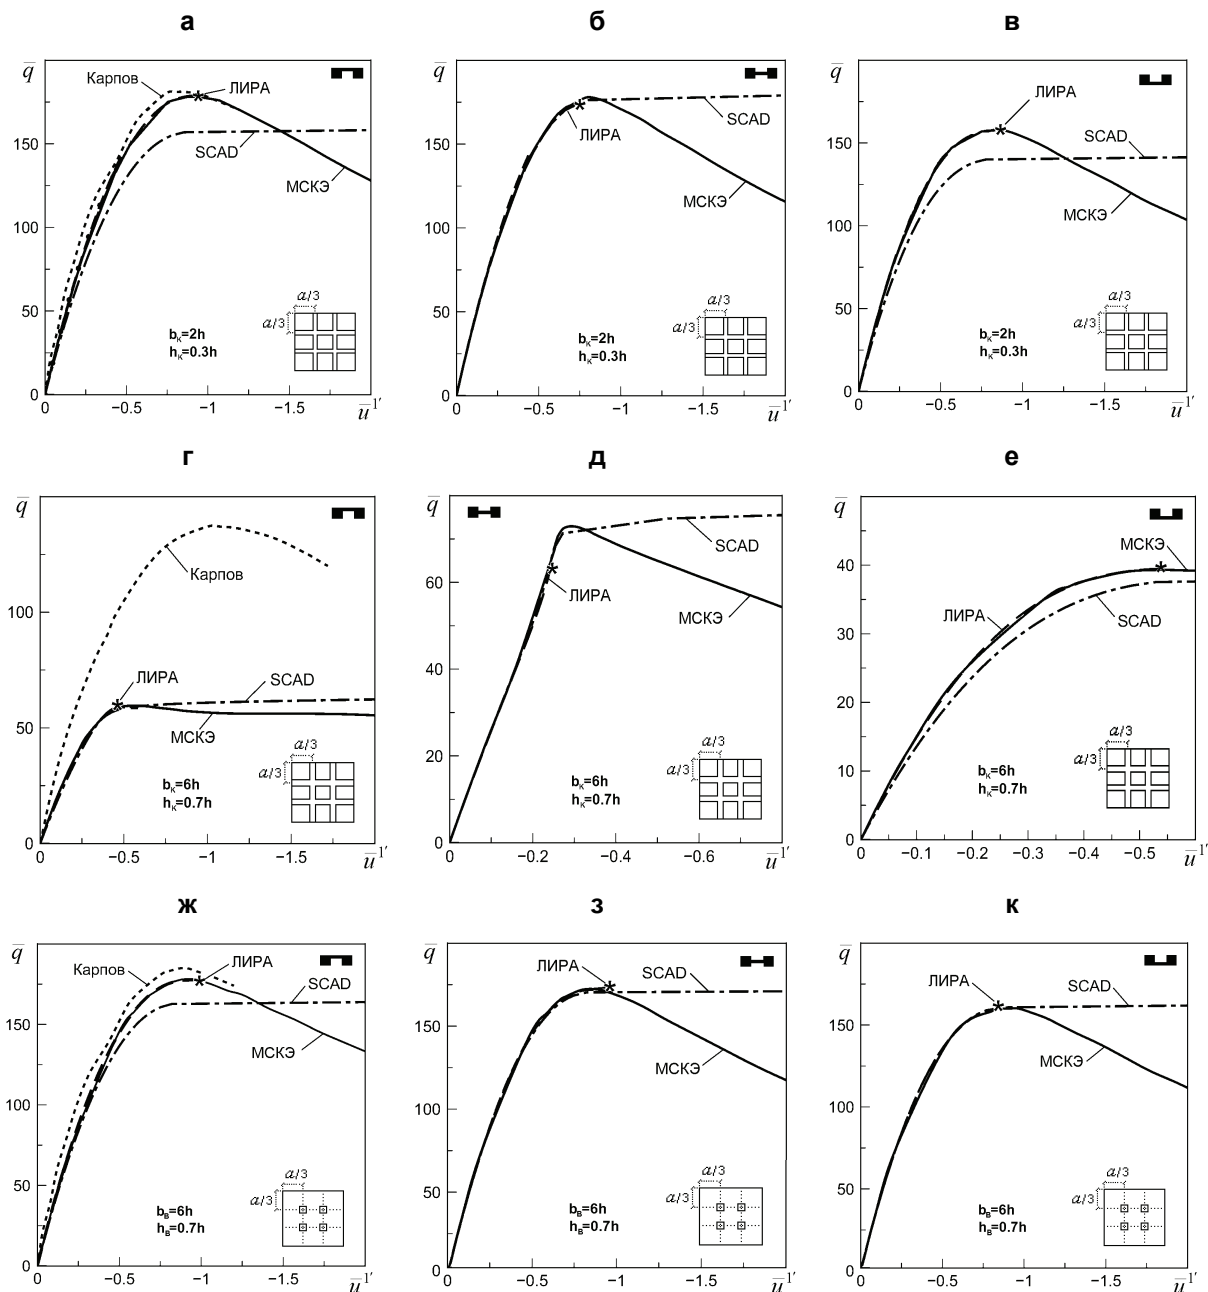 а
q̅
Карпов
ЛИРА
SCAD
МСКЭ
a/3
a/3
bк=2h
hк=0.3h
150
100
50
0
0
−0.5
−1
−1.5
u̅1′
б
q̅
ЛИРА
SCAD
МСКЭ
a/3
a/3
bк=2h
hк=0.3h
150
100
50
0
0
−0.5
−1
−1.5
u̅1′
в
q̅
ЛИРА
SCAD
МСКЭ
a/3
a/3
bк=2h
hк=0.3h
150
100
50
0
0
−0.5
−1
−1.5
u̅1′
г
q̅
Карпов
ЛИРА
SCAD
МСКЭ
a/3
a/3
bк=6h
hк=0.7h
100
50
0
0
−0.5
−1
−1.5
u̅1′
д
q̅
SCAD
ЛИРА
МСКЭ
a/3
a/3
bк=6h
hк=0.7h
60
40
20
0
0
−0.2
−0.4
−0.6
u̅1′
е
q̅
МСКЭ
ЛИРА
SCAD
a/3
a/3
bк=6h
hк=0.7h
40
30
20
10
0
0
−0.1
−0.2
−0.3
−0.4
−0.5
u̅1′
ж
q̅
Карпов
ЛИРА
SCAD
МСКЭ
a/3
a/3
bв=6h
hв=0.7h
150
100
50
0
0
−0.5
−1
−1.5
u̅1′
з
q̅
ЛИРА
SCAD
МСКЭ
a/3
a/3
bв=6h
hв=0.7h
150
100
50
0
0
−0.5
−1
−1.5
u̅1′
к
q̅
ЛИРА
SCAD
МСКЭ
a/3
a/3
bв=6h
hв=0.7h
150
100
50
0
0
−0.5
−1
−1.5
u̅1′